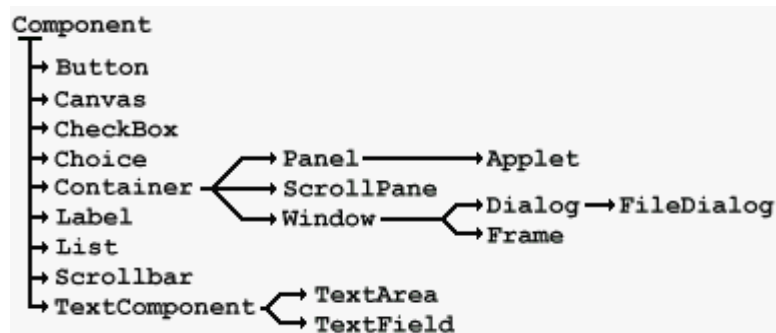 Component
Button
Canvas
CheckBox
Choice
Panel Applet
Container ScrollPane
Label Window Dialog FileDialog
List Frame
Scrollbar
TextComponent TextArea
TextField